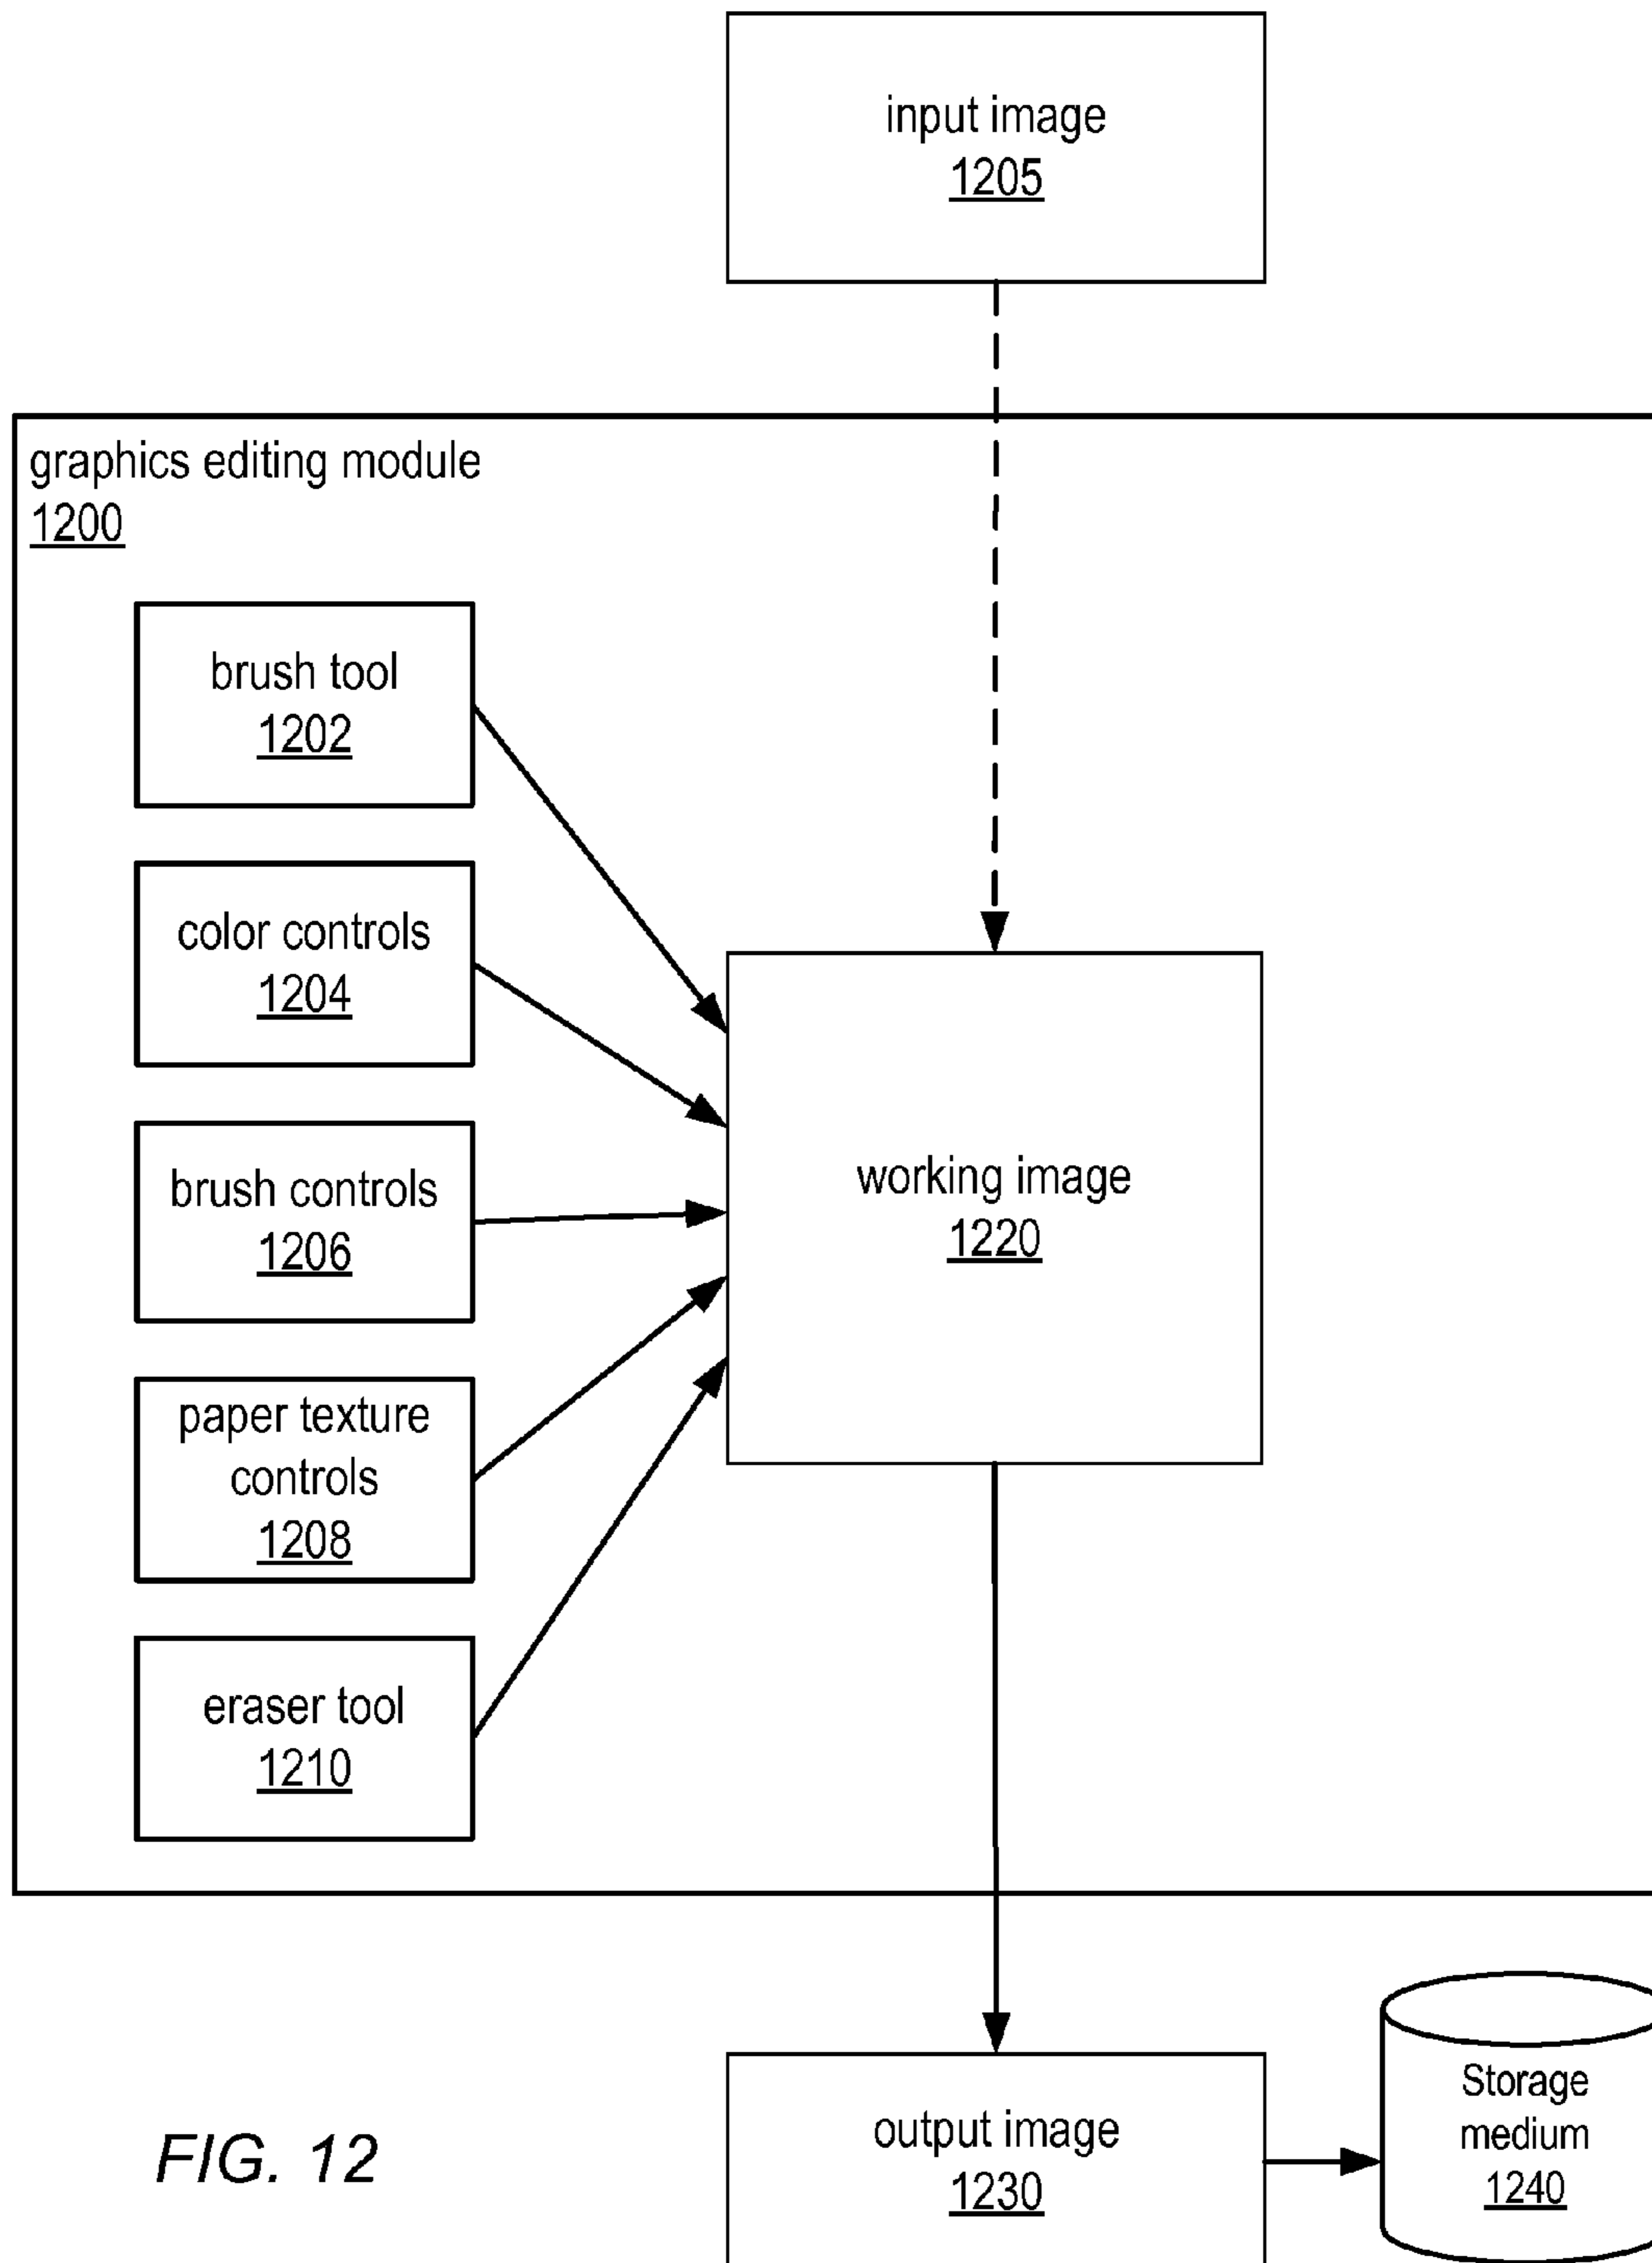 input image
1205
graphics editing module
1200
brush tool
1202
color controls
1204
brush controls
1206
paper texture
controls
1208
eraser tool
1210
working image
1220
output image
1230
Storage
medium
1240
FIG. 12